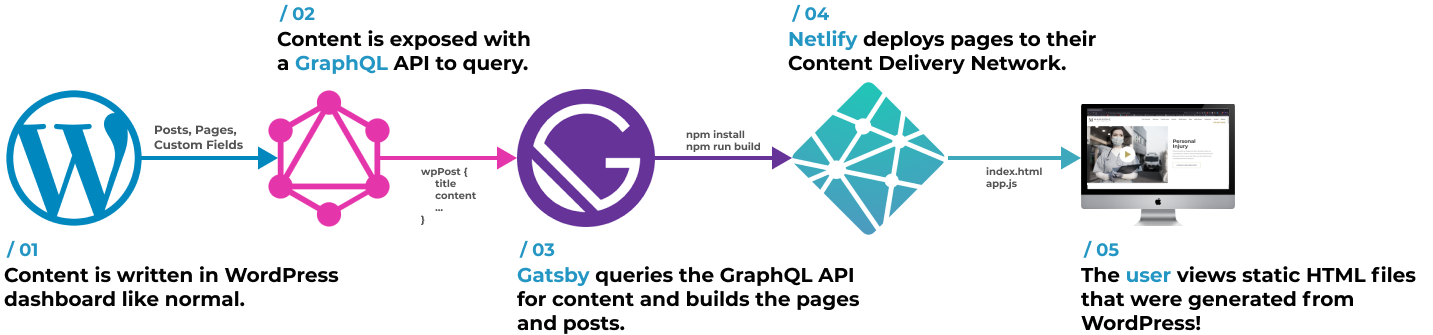 / 01
Content is written in WordPress
dashboard like normal.
Posts, Pages,
Custom Fields
/ 02
Content is exposed with
a GraphQL API to query.
wpPost {
title
content
...
}
/ 03
Gatsby queries the GraphQL API
for content and builds the pages
and posts.
npm install
npm run build
/ 04
Netlify deploys pages to their
Content Delivery Network.
index.html
app.js
Personal
Injury
/ 05
The user views static HTML files
that were generated from
WordPress!